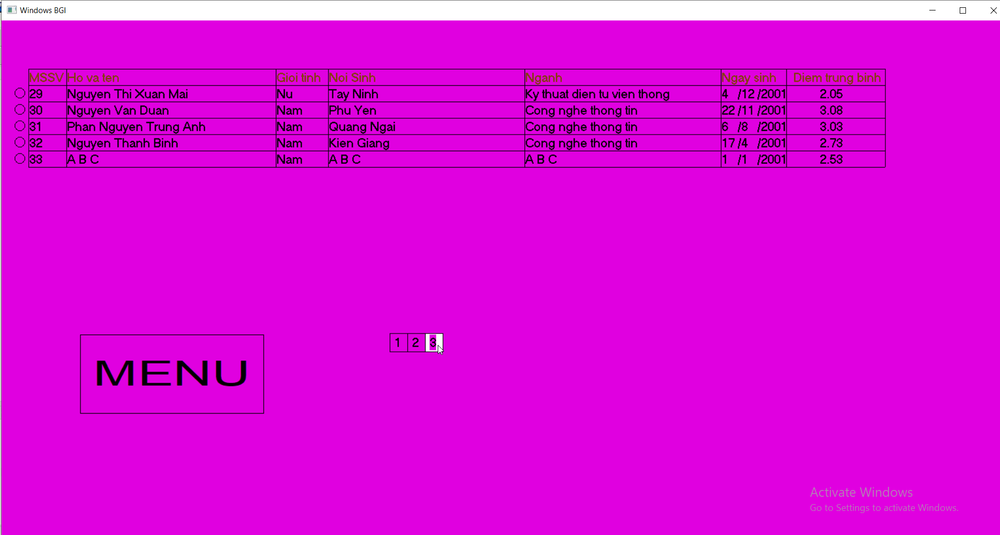 Windows BGI
MSSV Ho va ten Gioi tinh Noi Sinh Nganh Ngay sinh Diem trung binh
29 Nguyen Thi Xuan Mai Nu Tay Ninh Ky thuat dien tu vien thong 4 /12 /2001 2.05
30 Nguyen Van Duan Nam Phu Yen Cong nghe thong tin 22 /11 /2001 3.08
31 Phan Nguyen Trung Anh Nam Quang Ngai Cong nghe thong tin 6 /8 /2001 3.03
32 Nguyen Thanh Binh Nam Kien Giang Cong nghe thong tin 17 /4 /2001 2.73
33 A B C Nam A B C A B C 1 /1 /2001 2.53
1 2 3
MENU
Activate Windows
Go to Settings to activate Windows.